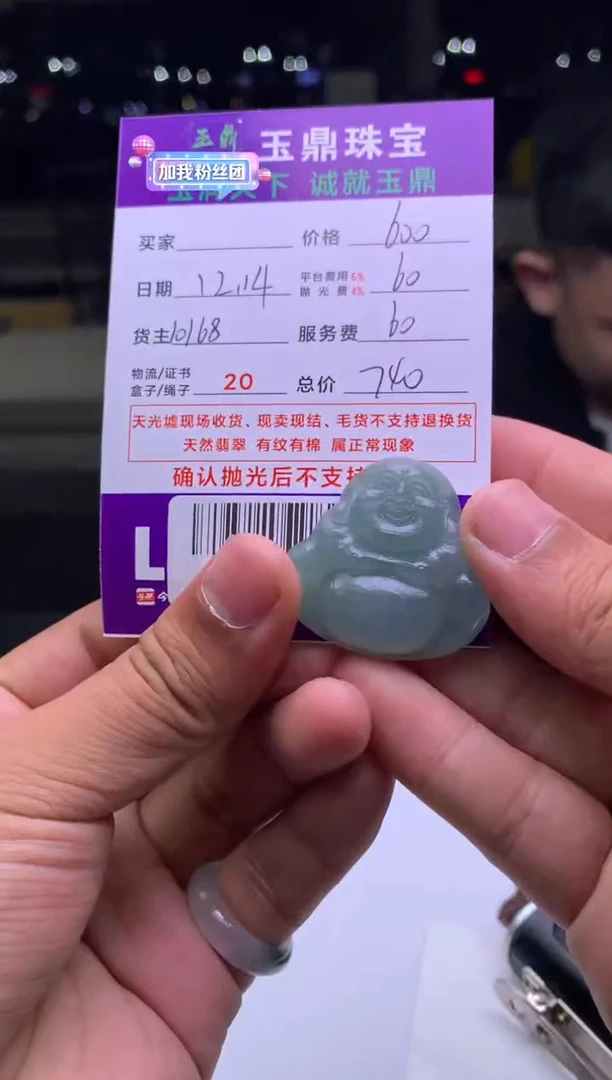 玉鼎 玉鼎珠宝
加我粉丝团
天下 诚就玉鼎
买家 价格 600
日期 12.14 平台费用6% 抛光费4% 60
货主 10168 服务费 60
物流/证书 盒子/绳子 20 总价 740
天光墟现场收货、现卖现结、毛货不支持退换货
天然翡翠 有纹有棉 属正常现象
确认抛光后不支持
L